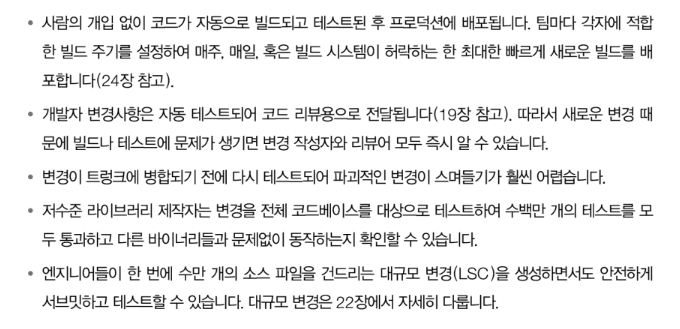 • 사람의 개입 없이 코드가 자동으로 빌드되고 테스트된 후 프로덕션에 배포됩니다. 팀마다 각자에 적합
한 빌드 주기를 설정하여 매주, 매일, 혹은 빌드 시스템이 허락하는 한 최대한 빠르게 새로운 빌드를 배
포합니다(24장 참고).
• 개발자 변경사항은 자동 테스트되어 코드 리뷰용으로 전달됩니다(19장 참고). 따라서 새로운 변경 때
문에 빌드나 테스트에 문제가 생기면 변경 작성자와 리뷰어 모두 즉시 알 수 있습니다.
• 변경이 트렁크에 병합되기 전에 다시 테스트되어 파괴적인 변경이 스며들기가 훨씬 어렵습니다.
• 저수준 라이브러리 제작자는 변경을 전체 코드베이스를 대상으로 테스트하여 수백만 개의 테스트를 모
두 통과하고 다른 바이너리들과 문제없이 동작하는지 확인할 수 있습니다.
• 엔지니어들이 한 번에 수만 개의 소스 파일을 건드리는 대규모 변경(LSC)을 생성하면서도 안전하게
서브밋하고 테스트할 수 있습니다. 대규모 변경은 22장에서 자세히 다룹니다.